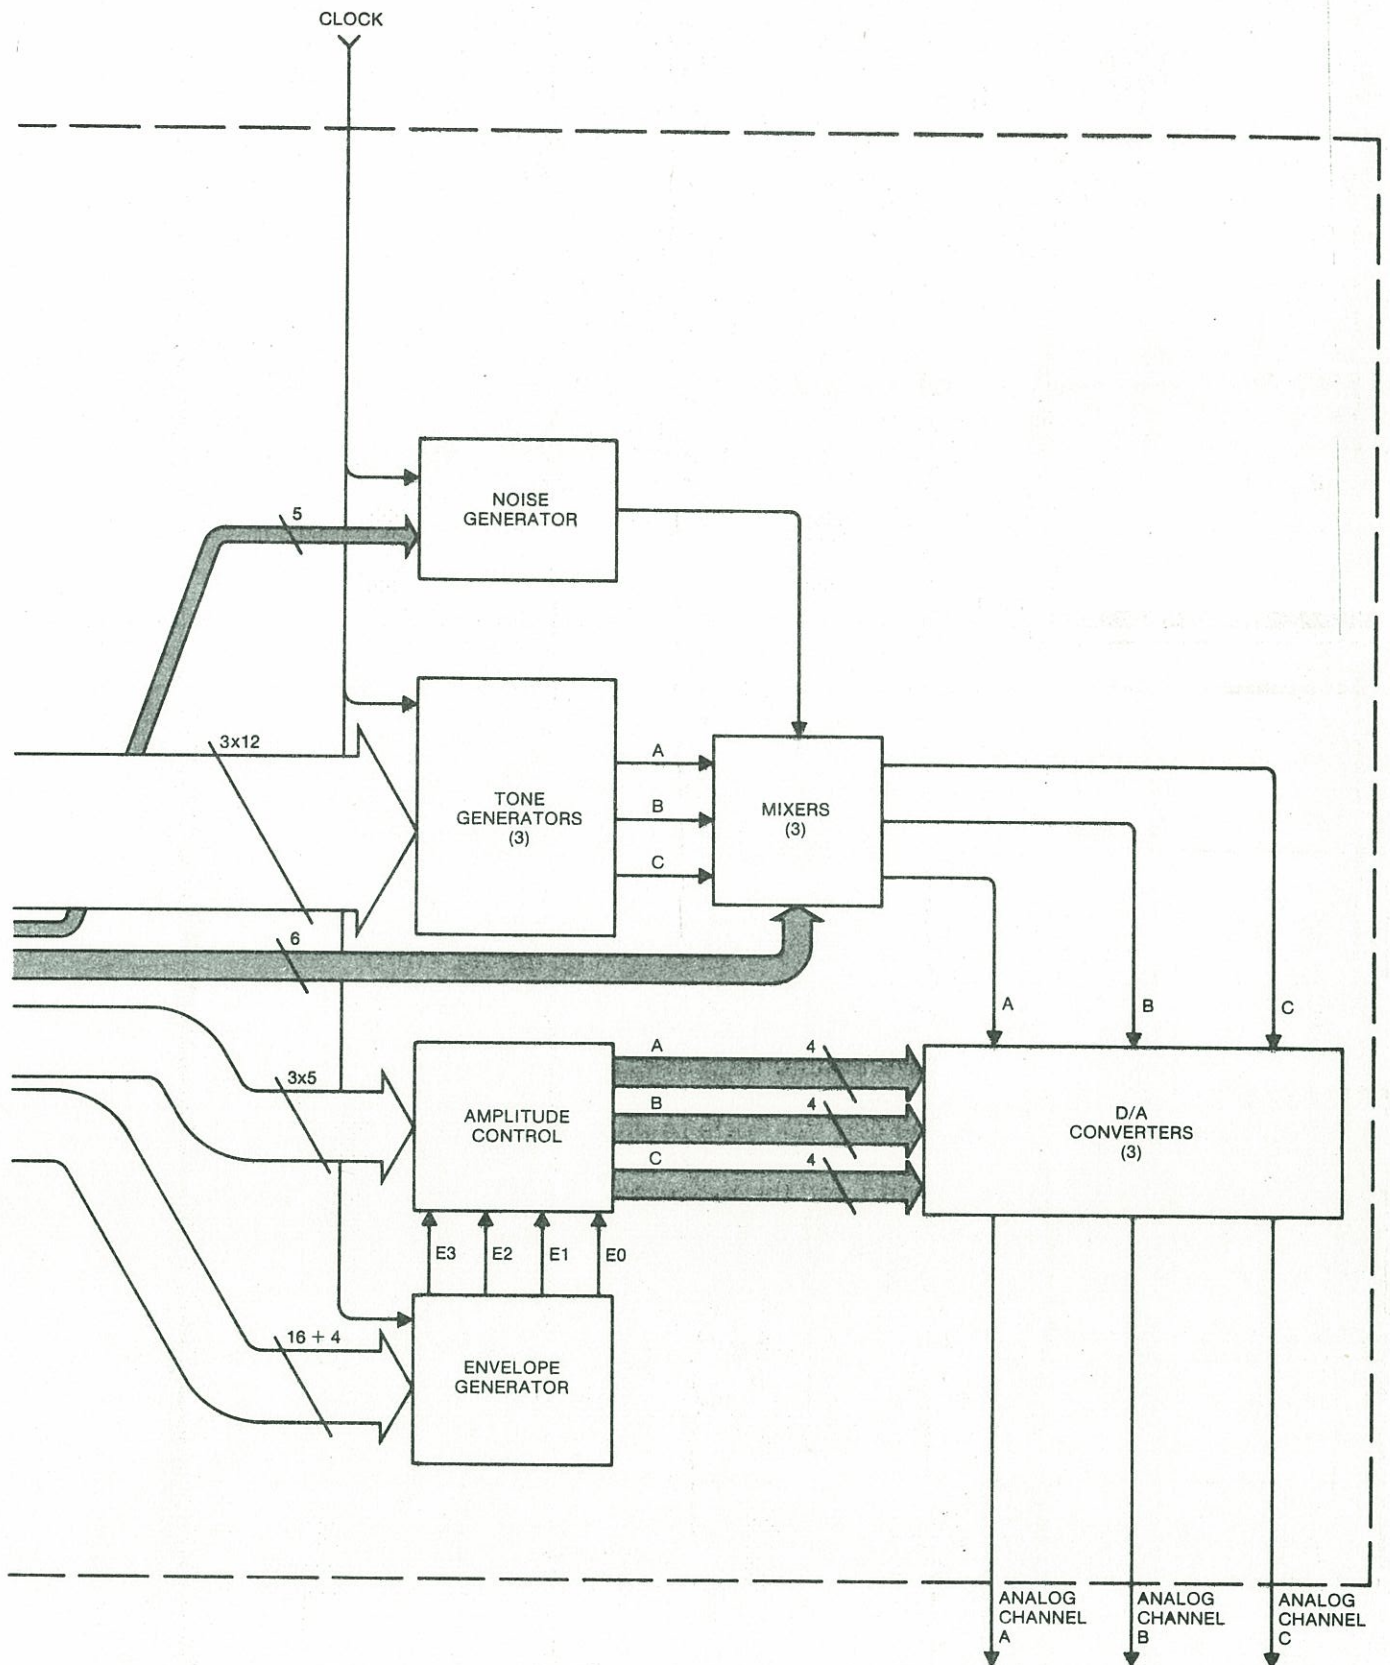 CLOCK
NOISE
GENERATOR
5
3x12
TONE
GENERATORS
(3)
A
B
C
MIXERS
(3)
6
A
B
C
3x5
AMPLITUDE
CONTROL
A
4
B
4
C
4
D/A
CONVERTERS
(3)
E3
E2
E1
E0
16 + 4
ENVELOPE
GENERATOR
ANALOG
CHANNEL
A
ANALOG
CHANNEL
B
ANALOG
CHANNEL
C